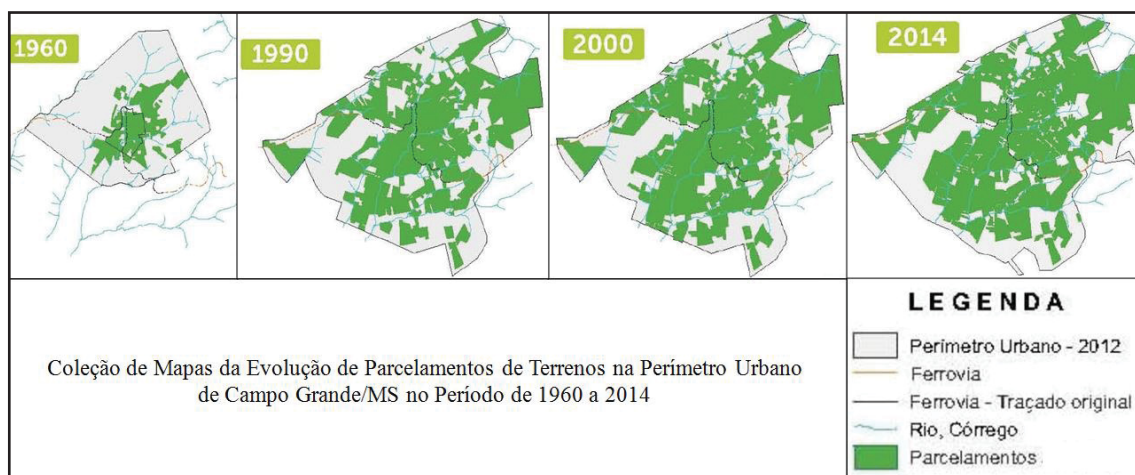 1960
1990
2000
2014
Coleção de Mapas da Evolução de Parcelamentos de Terrenos na Perímetro Urbano
de Campo Grande/MS no Período de 1960 a 2014
LEGENDA
Perímetro Urbano - 2012
Ferrovia
Ferrovia - Traçado original
Rio, Córrego
Parcelamentos